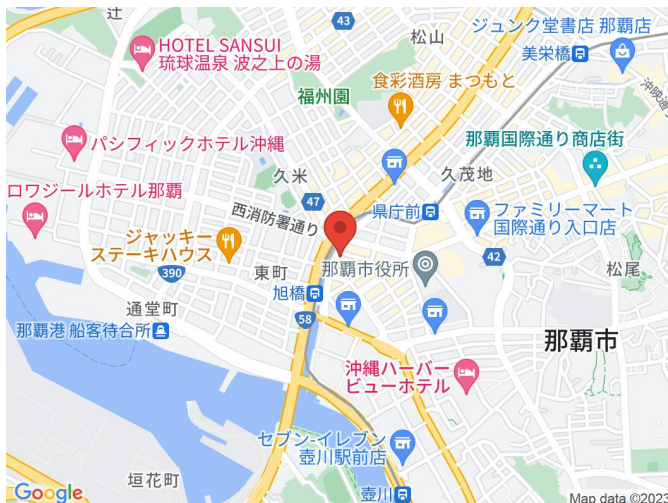 辻
43
松山
ジュンク堂書店 那覇店
HOTEL SANSUI
琉球温泉 波之上の湯
美栄橋
食彩酒房 まつもと
福州園
沖映通り
パシフィックホテル沖縄
那覇国際通り商店街
久米
久茂地
ロワジールホテル那覇
47
県庁前
西消防署通り
ファミリーマート
国際通り入口店
ジャッキー
ステーキハウス
42
松尾
390
東町
那覇市役所
旭橋
通堂町
58
那覇港 船客待合所
那覇市
沖縄ハーバー
ビューホテル
セブン-イレブン
壺川駅前店
垣花町
壺川
Google
Map data ©202